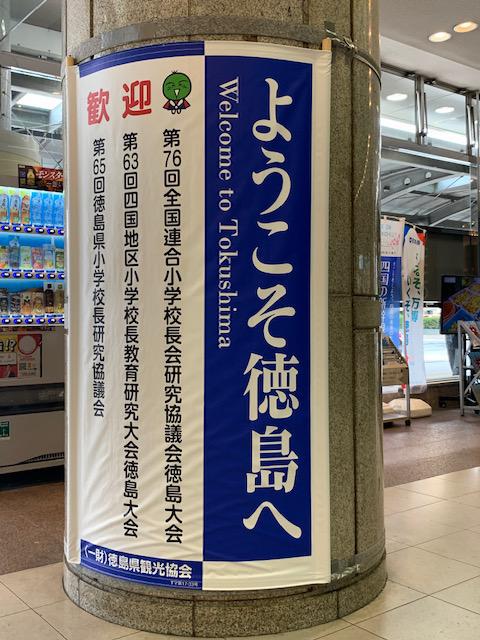 ようこそ徳島へ
Welcome to Tokushima
歓迎
第76回全国連合小学校長会研究協議会徳島大会
第63回四国地区小学校長教育研究大会徳島大会
第65回徳島県小学校長研究協議会
(一財)徳島県観光協会